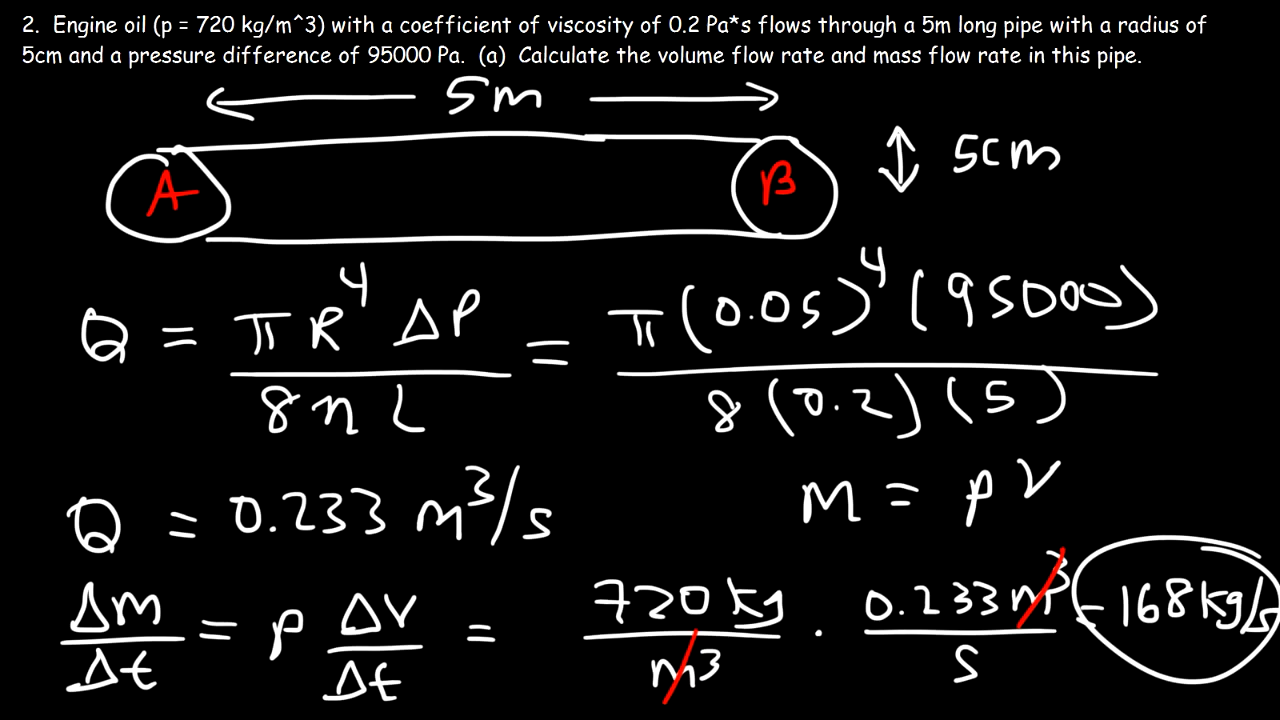 2. Engine oil (p = 720 kg/m^3) with a coefficient of viscosity of 0.2 Pa*s flows through a 5m long pipe with a radius of
5cm and a pressure difference of 95000 Pa. (a) Calculate the volume flow rate and mass flow rate in this pipe.
5m
A B 5cm
Q = πR⁴ΔP / 8ηL = π(0.05)⁴(95000) / 8(0.2)(5)
Q = 0.233 m³/s
M = ρV
Δm/Δt = ρ ΔV/Δt = 720 kg/m³ · 0.233 m³/s = 168 kg/s